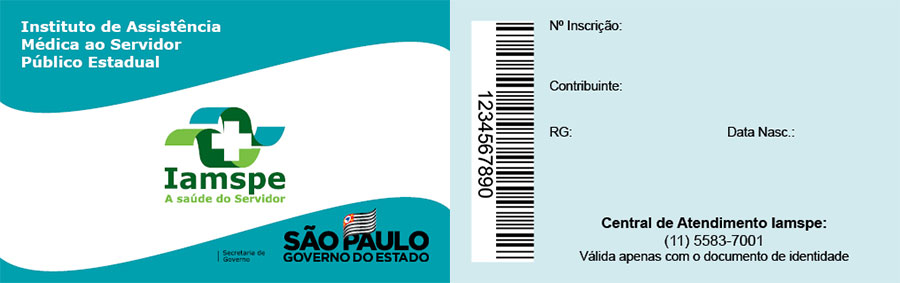 Instituto de Assistência
Médica ao Servidor
Público Estadual
Iamspe
A saúde do Servidor
Secretaria de
Governo
SÃO PAULO
GOVERNO DO ESTADO
1234567890
Nº Inscrição:
Contribuinte:
RG: Data Nasc.:
Central de Atendimento Iamspe:
(11) 5583-7001
Válida apenas com o documento de identidade